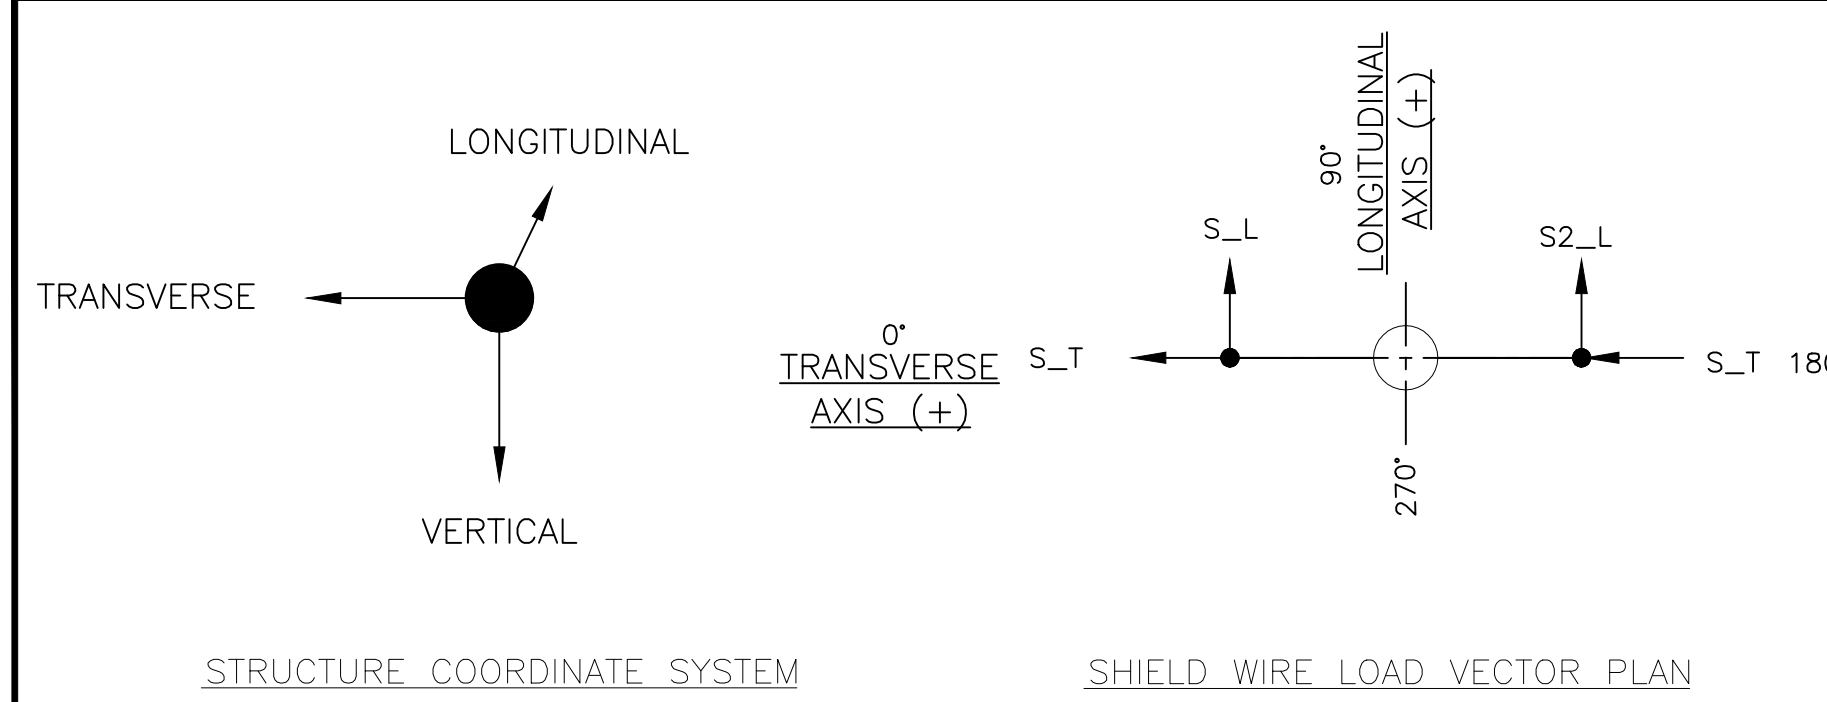 LONGITUDINAL
TRANSVERSE
VERTICAL
STRUCTURE COORDINATE SYSTEM
90°
LONGITUDINAL
AXIS (+)
S_L
S2_L
0°
TRANSVERSE
AXIS (+)
S_T
T
S_T
270°
SHIELD WIRE LOAD VECTOR PLAN